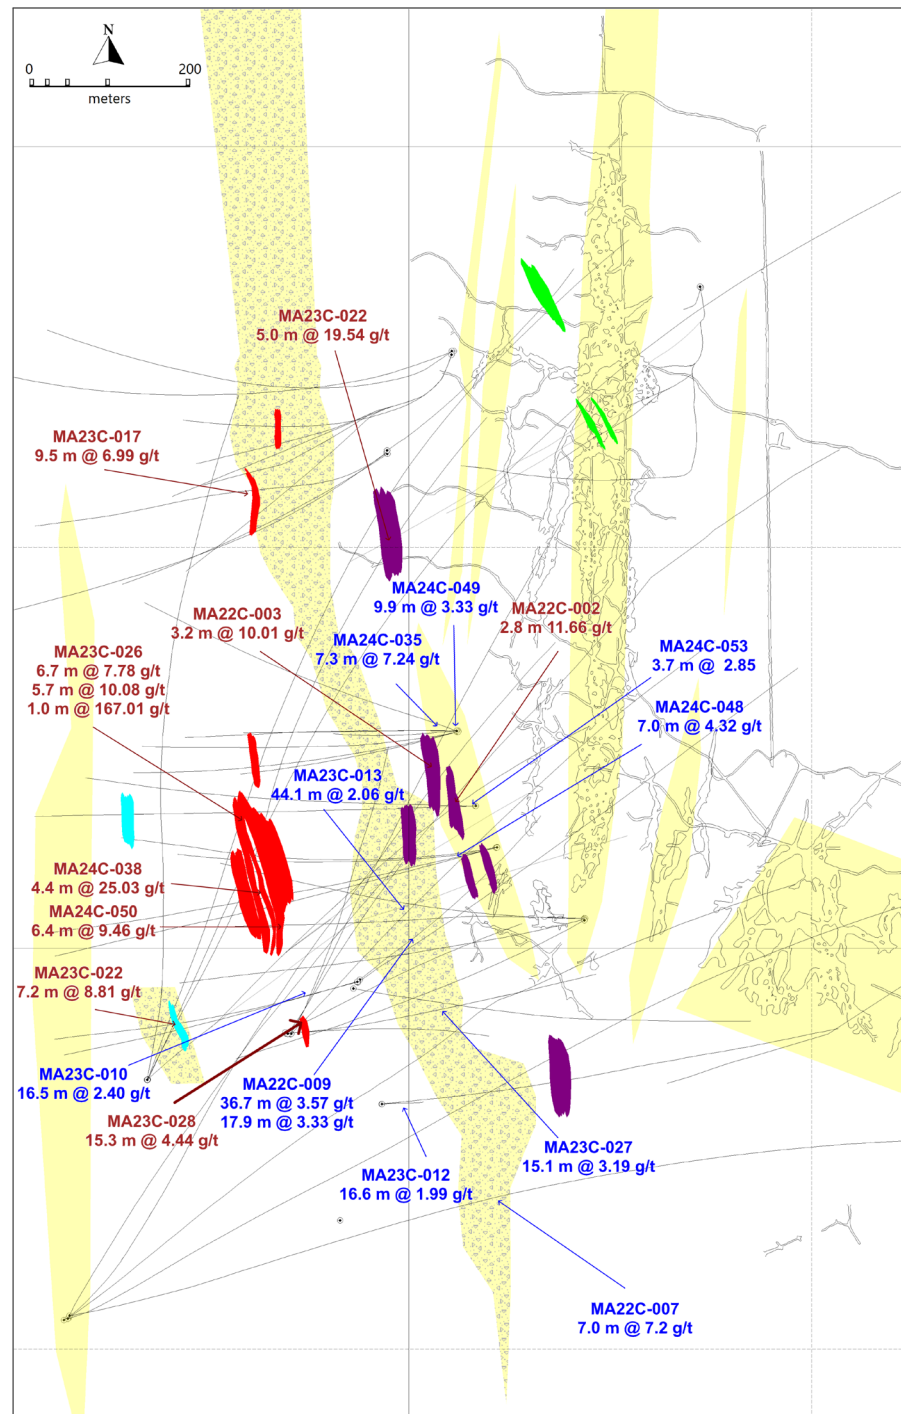 N
0 200
meters
MA23C-022
5.0 m @ 19.54 g/t
MA23C-017
9.5 m @ 6.99 g/t
MA24C-049
9.9 m @ 3.33 g/t
MA22C-003
3.2 m @ 10.01 g/t
MA22C-002
2.8 m 11.66 g/t
MA24C-035
7.3 m @ 7.24 g/t
MA24C-053
3.7 m @ 2.85
MA23C-026
6.7 m @ 7.78 g/t
5.7 m @ 10.08 g/t
1.0 m @ 167.01 g/t
MA24C-048
7.0 m @ 4.32 g/t
MA23C-013
44.1 m @ 2.06 g/t
MA24C-038
4.4 m @ 25.03 g/t
MA24C-050
6.4 m @ 9.46 g/t
MA23C-022
7.2 m @ 8.81 g/t
MA23C-010
16.5 m @ 2.40 g/t
MA22C-009
36.7 m @ 3.57 g/t
17.9 m @ 3.33 g/t
MA23C-028
15.3 m @ 4.44 g/t
MA23C-027
15.1 m @ 3.19 g/t
MA23C-012
16.6 m @ 1.99 g/t
MA22C-007
7.0 m @ 7.2 g/t